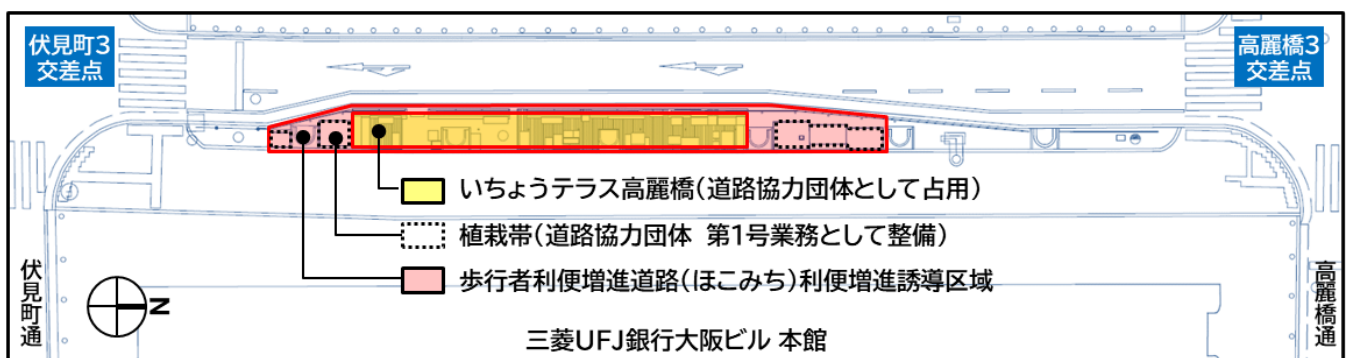 伏見町3
交差点
高麗橋3
交差点
いちょうテラス高麗橋(道路協力団体として占用)
植栽帯(道路協力団体 第1号業務として整備)
歩行者利便増進道路(ほこみち)利便増進誘導区域
伏見町通
N
三菱UFJ銀行大阪ビル 本館
高麗橋通